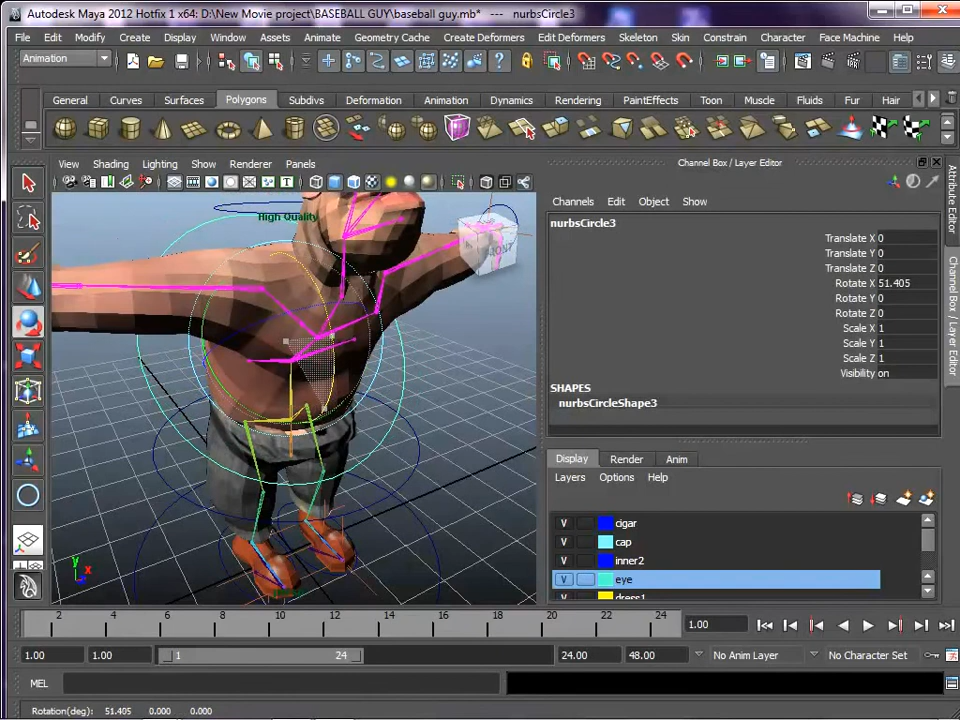 Autodesk Maya 2012 Hotfix 1 x64: D:\New Movie project\BASEBALL GUY\baseball guy.mb* --- nurbsCircle3
File Edit Modify Create Display Window Assets Animate Geometry Cache Create Deformers Edit Deformers Skeleton Skin Constrain Character Face Machine Help
Animation
General Curves Surfaces Polygons Subdivs Deformation Animation Dynamics Rendering PaintEffects Toon Muscle Fluids Fur Hair
View Shading Lighting Show Renderer Panels
Channel Box / Layer Editor
Channels Edit Object Show
nurbsCircle3
Translate X 0
Translate Y 0
Translate Z 0
Rotate X 51.405
Rotate Y 0
Rotate Z 0
Scale X 1
Scale Y 1
Scale Z 1
Visibility on
SHAPES
nurbsCircleShape3
High Quality
Attribute Editor
Channel Box / Layer Editor
Display Render Anim
Layers Options Help
V cigar
V cap
V inner2
V eye
V dress1
y
x
z
2 4 6 8 10 12 14 16 18 20 22 24
1.00
1.00 1.00 1 24 24.00 48.00 No Anim Layer No Character Set
MEL
Rotation(deg): 51.405 0.000 0.000